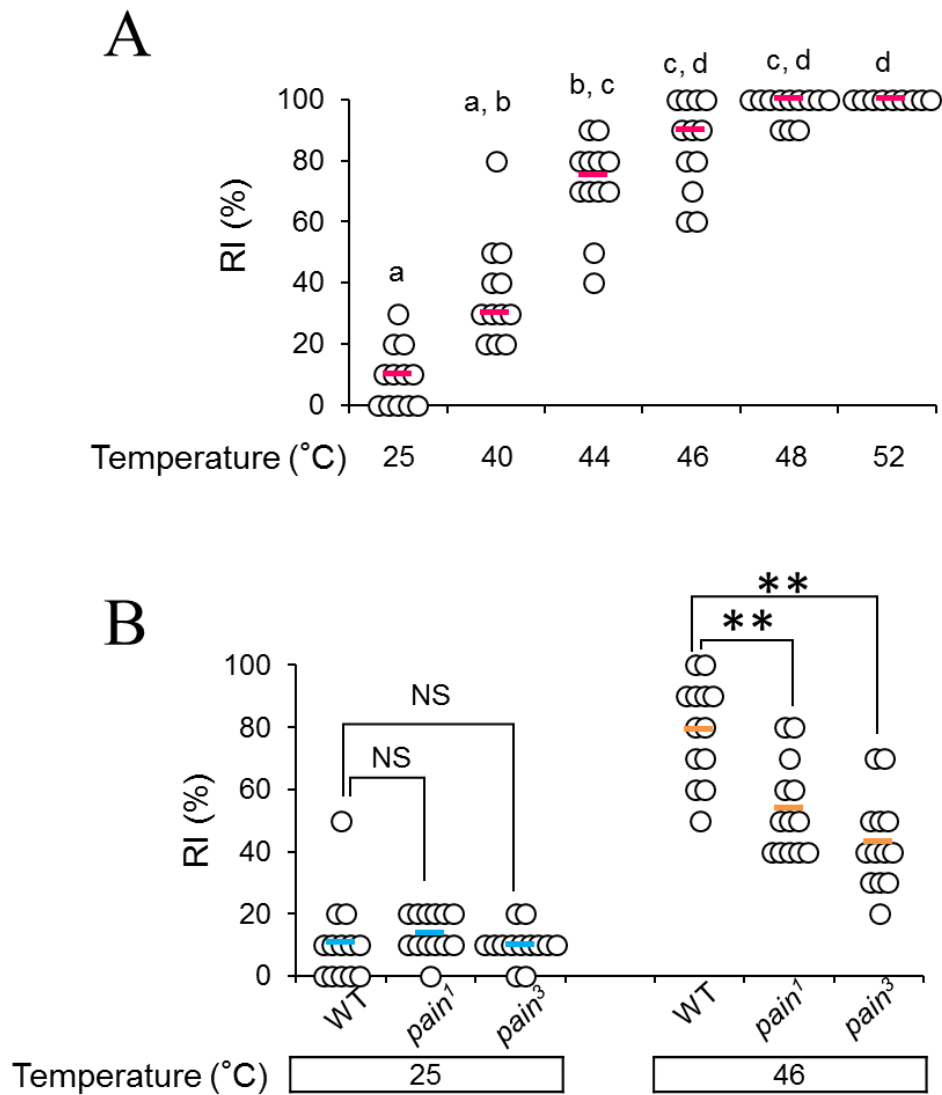 A
a
a, b
b, c
c, d
c, d
d
RI (%)
100
80
60
40
20
0
Temperature (˚C) 25 40 44 46 48 52
B
**
**
NS
NS
RI (%)
100
80
60
40
20
0
WT pain¹ pain³ WT pain¹ pain³
Temperature (˚C) 25 46